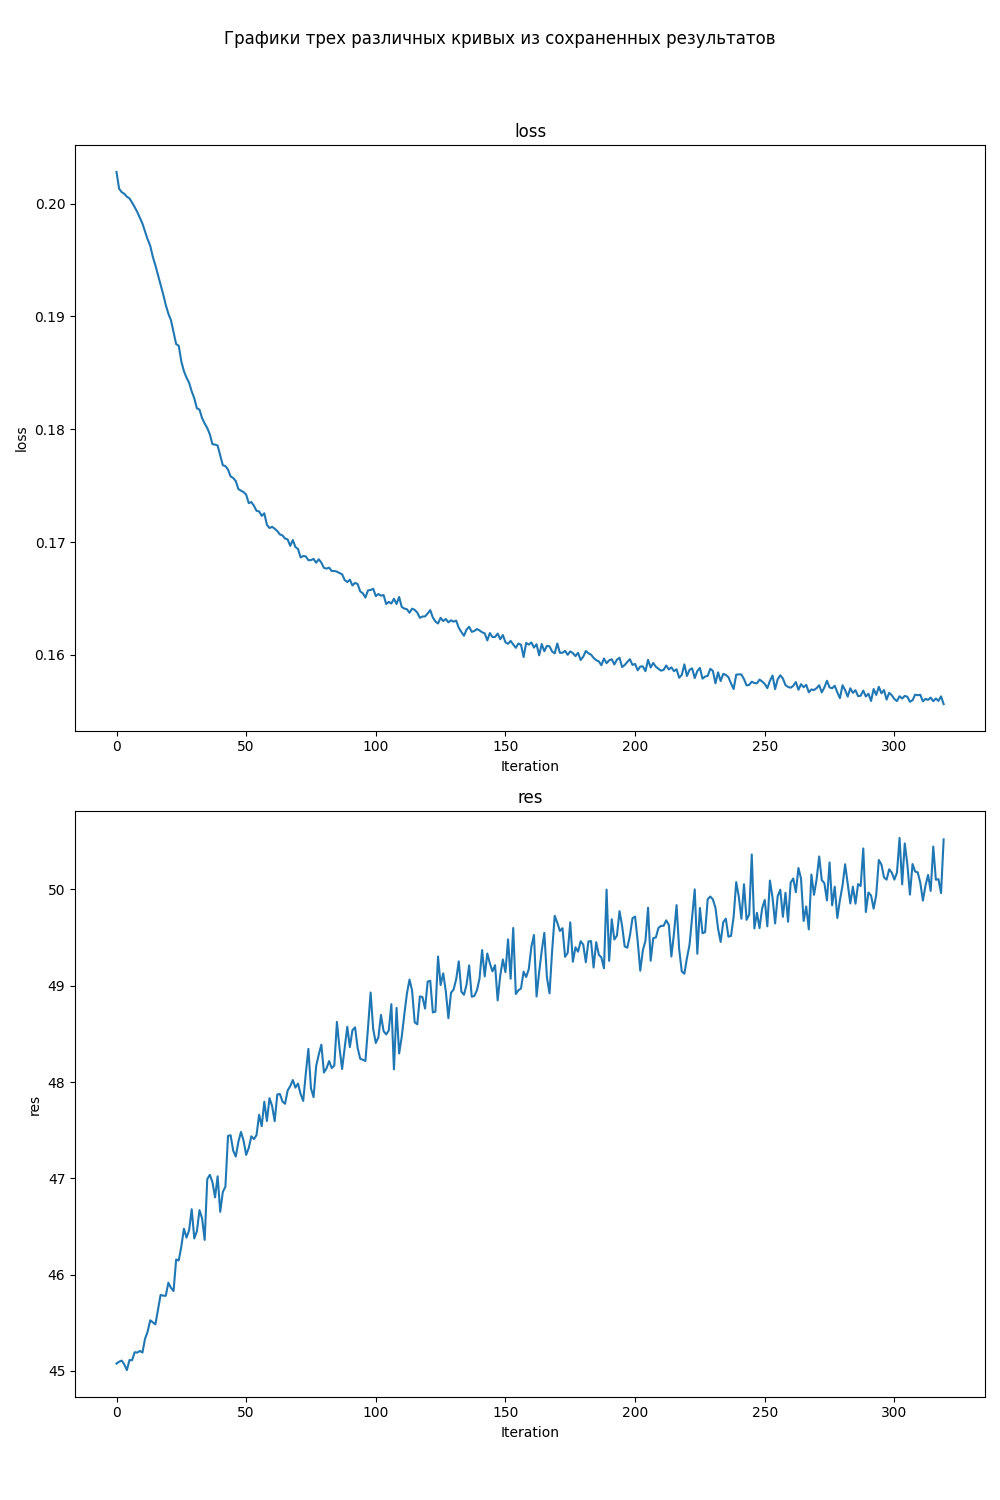 Графики трех различных кривых из сохраненных результатов
loss
0.20
0.19
0.18
0.17
0.16
loss
0 50 100 150 200 250 300
Iteration
res
50
49
48
47
46
45
res
0 50 100 150 200 250 300
Iteration